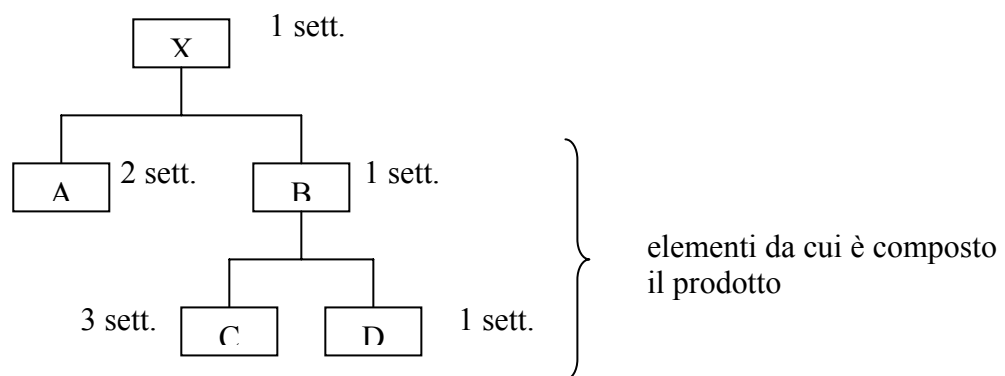 1 sett.
X
A
2 sett.
B
1 sett.
elementi da cui è composto
il prodotto
3 sett.
C
D
1 sett.